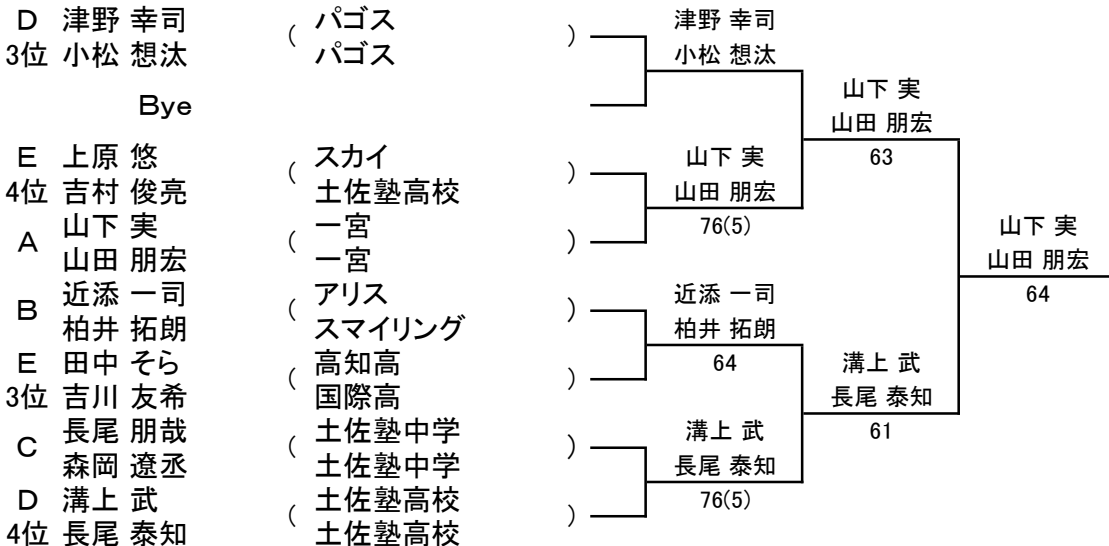 D 津野 幸司 ( パゴス )
3位 小松 想汰 パゴス
Bye
E 上原 悠 ( スカイ )
4位 吉村 俊亮 土佐塾高校
A 山下 実 ( 一宮 )
山田 朋宏 一宮
B 近添 一司 ( アリス )
柏井 拓朗 スマイリング
E 田中 そら ( 高知高 )
3位 吉川 友希 国際高
C 長尾 朋哉 ( 土佐塾中学 )
森岡 遼丞 土佐塾中学
D 溝上 武 ( 土佐塾高校 )
4位 長尾 泰知 土佐塾高校
津野 幸司
小松 想汰
山下 実
山田 朋宏
76(5)
近添 一司
柏井 拓朗
64
溝上 武
長尾 泰知
76(5)
山下 実
山田 朋宏
63
溝上 武
長尾 泰知
61
山下 実
山田 朋宏
64